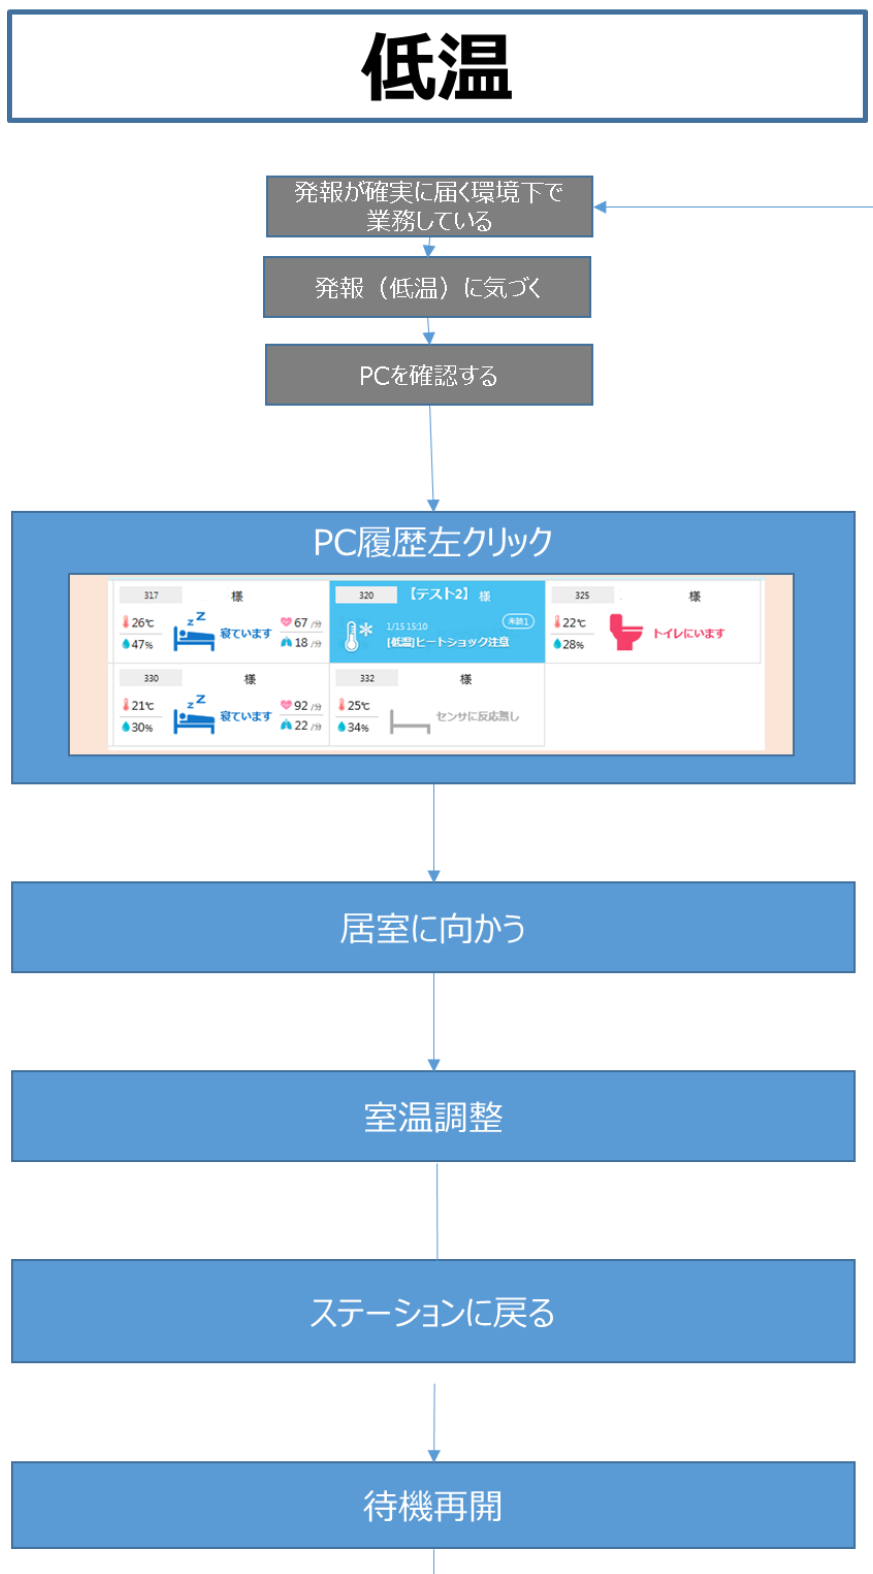 低温
発報が確実に届く環境下で
業務している
発報（低温）に気づく
PCを確認する
PC履歴左クリック
317 様
26℃
47%
zZ
寝ています
67 /分
18 /分
320 【テスト2】 様
1/15 15:10
未読1
[低温]ヒートショック注意
325 様
22℃
28%
トイレにいます
330 様
21℃
30%
zZ
寝ています
92 /分
22 /分
332 様
25℃
34%
センサに反応無し
居室に向かう
室温調整
ステーションに戻る
待機再開